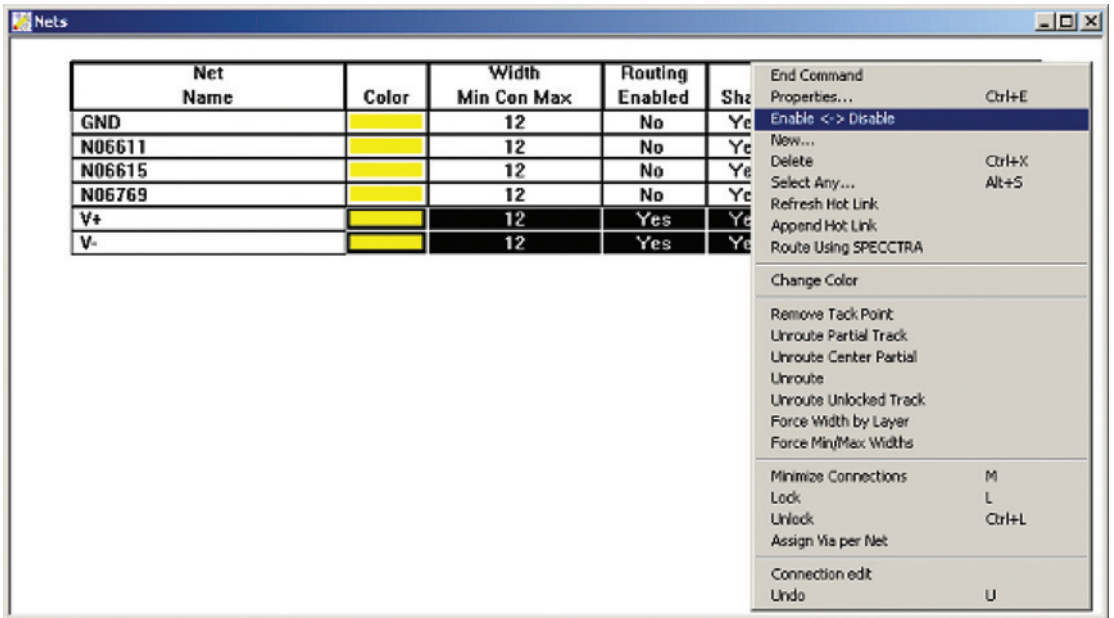 Nets
Net Name Color Width Min Con Max Routing Enabled
GND 12 No
N06611 12 No
N06615 12 No
N06769 12 No
V+ 12 Yes
V- 12 Yes
End Command
Properties... Ctrl+E
Enable <-> Disable
New...
Delete Ctrl+X
Select Any... Alt+S
Refresh Hot Link
Append Hot Link
Route Using SPECCTRA
Change Color
Remove Tack Point
Unroute Partial Track
Unroute Center Partial
Unroute
Unroute Unlocked Track
Force Width by Layer
Force Min/Max Widths
Minimize Connections M
Lock L
Unlock Ctrl+L
Assign Via per Net
Connection edit
Undo U